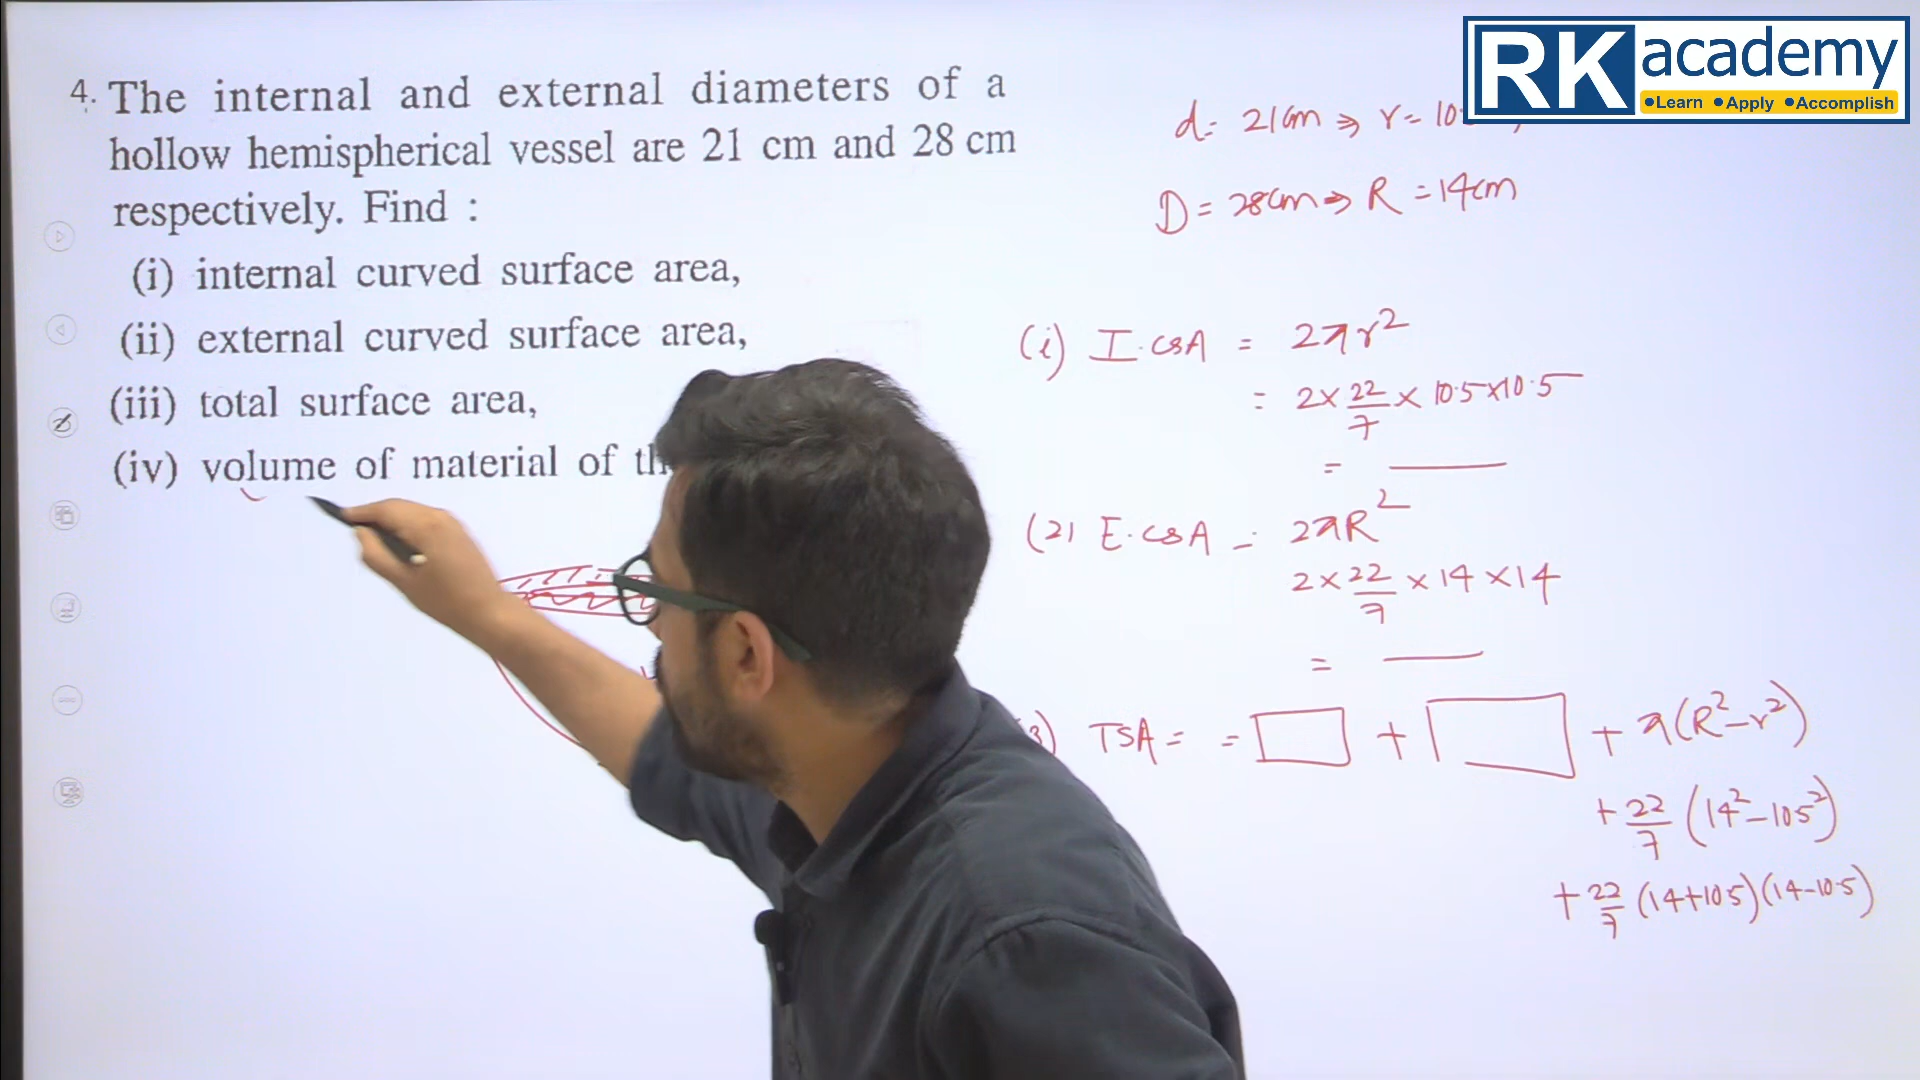 RK academy
•Learn •Apply •Accomplish
4. The internal and external diameters of a
hollow hemispherical vessel are 21 cm and 28 cm
respectively. Find :
(i) internal curved surface area,
(ii) external curved surface area,
(iii) total surface area,
(iv) volume of material of
d = 21cm ⇒ r = 10
D = 28cm ⇒ R = 14cm
(i) I. CSA = 2πr²
= 2 × 22/7 × 10.5 × 10.5
=
(2) E. CSA = 2πR²
2 × 22/7 × 14 × 14
=
3) TSA = = + + π(R²-r²)
+ 22/7 (14² - 10.5²)
+ 22/7 (14+10.5)(14-10.5)